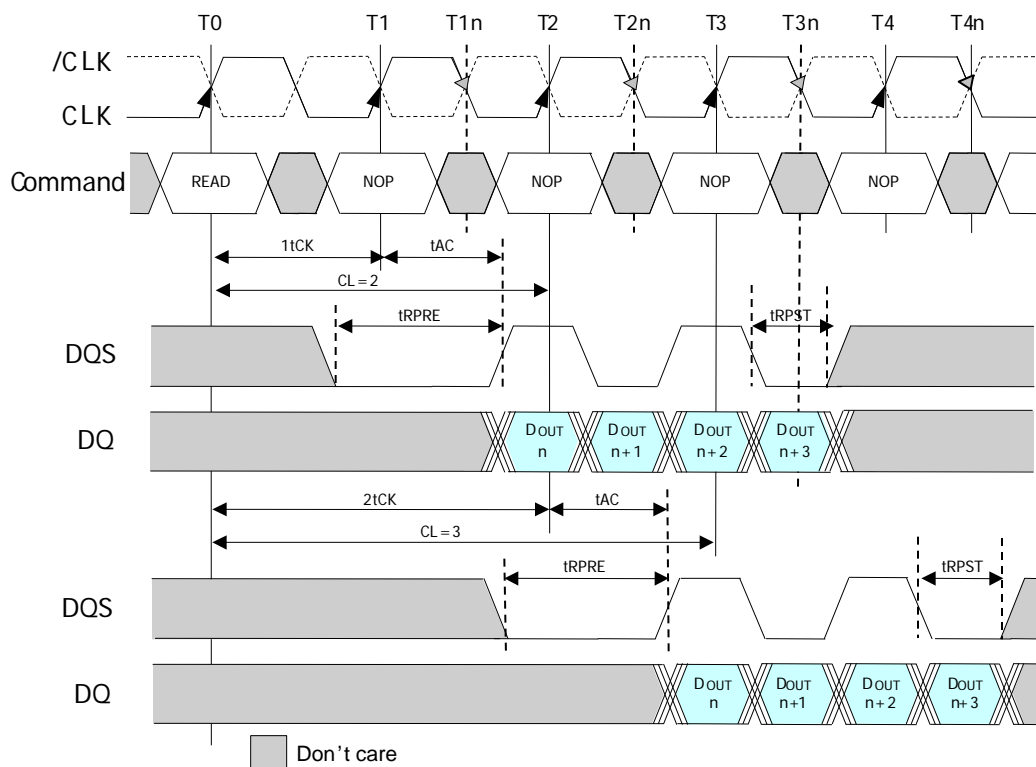 T0 T1 T1n T2 T2n T3 T3n T4 T4n
/CLK
CLK
Command READ NOP NOP NOP NOP
1tCK tAC
CL = 2
tRPRE tRPST
DQS
DQ DOUT n DOUT n+1 DOUT n+2 DOUT n+3
2tCK tAC
CL = 3
tRPRE tRPST
DQS
DQ DOUT n DOUT n+1 DOUT n+2 DOUT n+3
Don't care